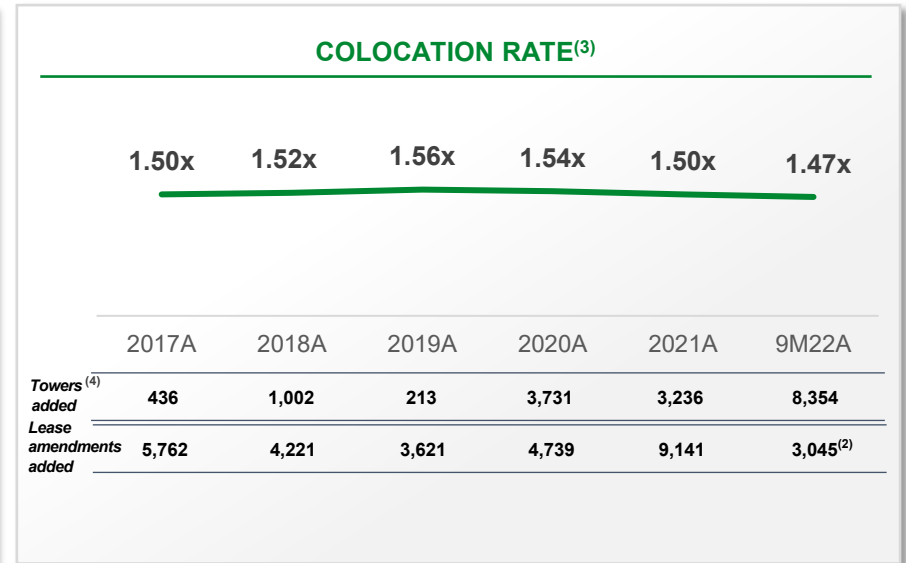 COLOCATION RATE(3)
1.50x 1.52x 1.56x 1.54x 1.50x 1.47x
2017A 2018A 2019A 2020A 2021A 9M22A
Towers (4)
added 436 1,002 213 3,731 3,236 8,354
Lease
amendments 5,762 4,221 3,621 4,739 9,141 3,045(2)
added